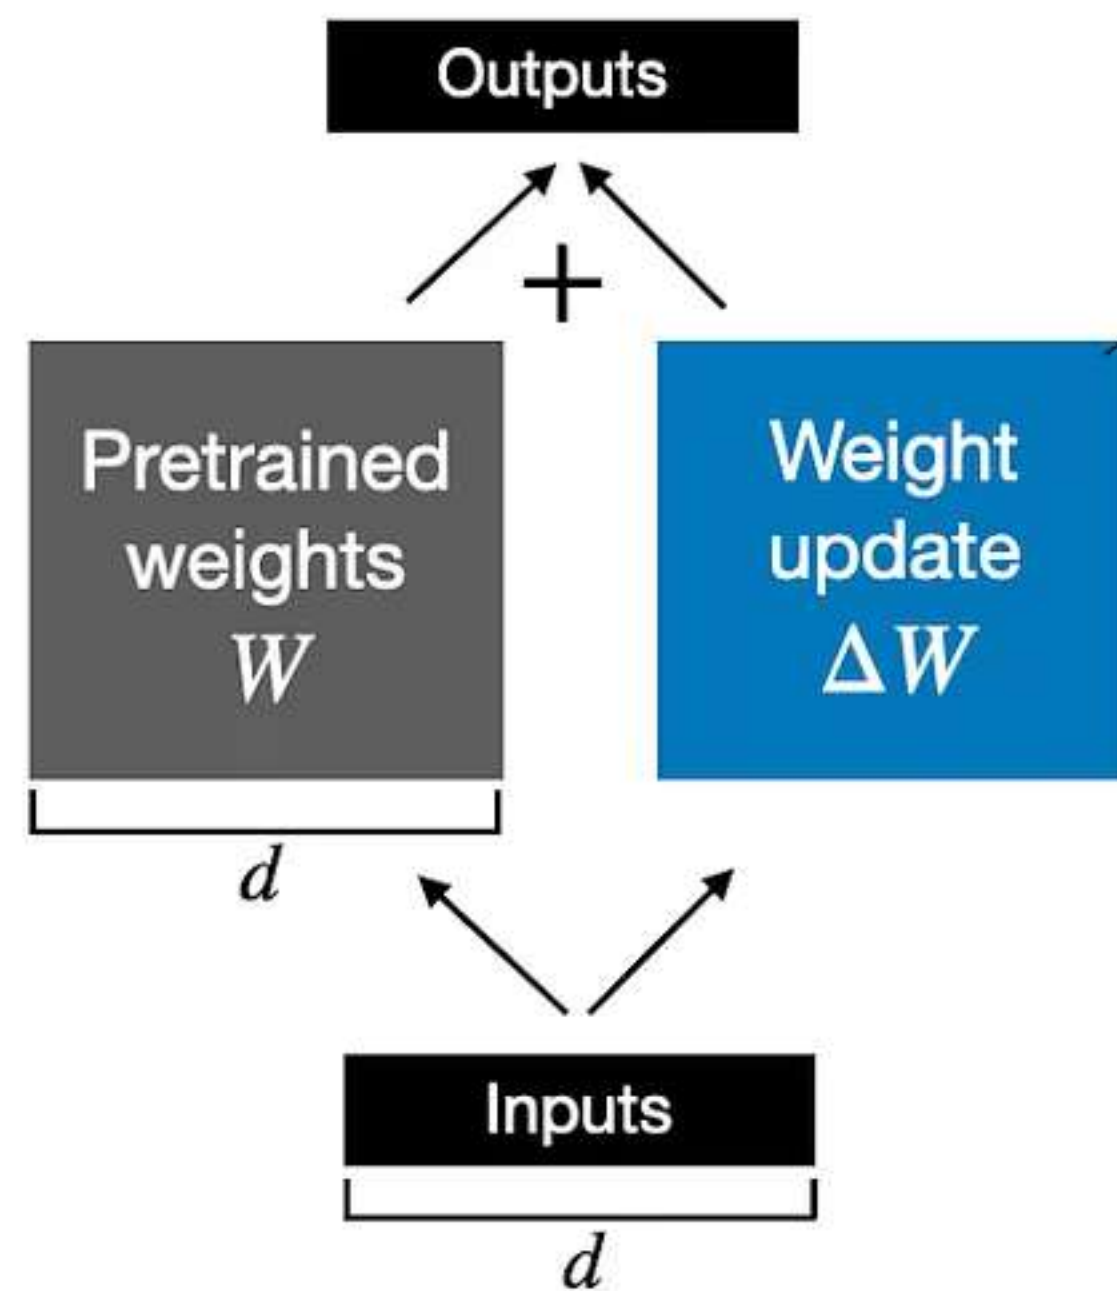 Outputs
+
Pretrained
weights
W
Weight
update
ΔW
d
Inputs
d